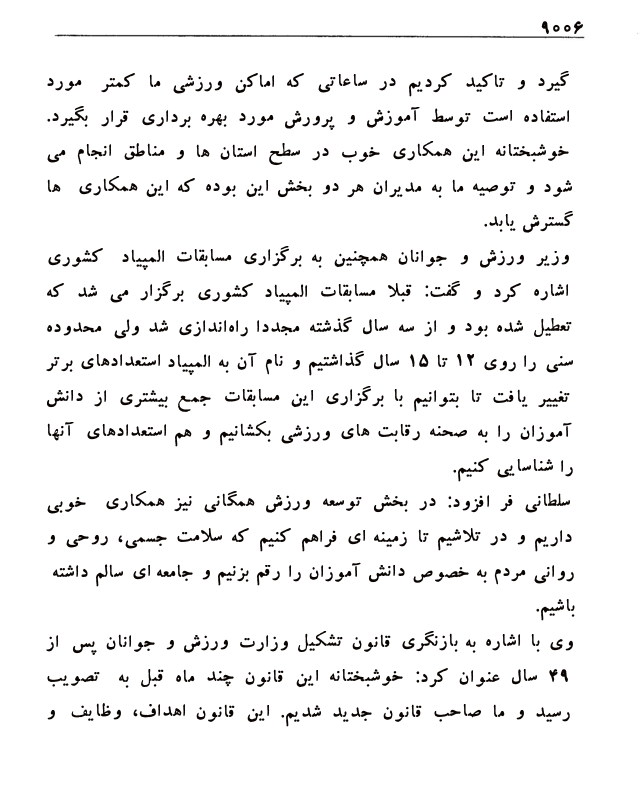 ۹۰۰۶
گیرد و تاکید کردیم در ساعاتی که اماکن ورزشی ما کمتر مورد
استفاده است توسط آموزش و پرورش مورد بهره برداری قرار بگیرد.
خوشبختانه این همکاری خوب در سطح استان ها و مناطق انجام می
شود و توصیه ما به مدیران هر دو بخش این بوده که این همکاری ها
گسترش یابد.
وزیر ورزش و جوانان همچنین به برگزاری مسابقات المپیاد کشوری
اشاره کرد و گفت: قبلا مسابقات المپیاد کشوری برگزار می شد که
تعطیل شده بود و از سه سال گذشته مجددا راه‌اندازی شد ولی محدوده
سنی را روی ۱۲ تا ۱۵ سال گذاشتیم و نام آن به المپیاد استعدادهای برتر
تغییر یافت تا بتوانیم با برگزاری این مسابقات جمع بیشتری از دانش
آموزان را به صحنه رقابت های ورزشی بکشانیم و هم استعدادهای آنها
را شناسایی کنیم.
سلطانی فر افزود: در بخش توسعه ورزش همگانی نیز همکاری خوبی
داریم و در تلاشیم تا زمینه ای فراهم کنیم که سلامت جسمی، روحی و
روانی مردم به خصوص دانش آموزان را رقم بزنیم و جامعه ای سالم داشته
باشیم.
وی با اشاره به بازنگری قانون تشکیل وزارت ورزش و جوانان پس از
۴۹ سال عنوان کرد: خوشبختانه این قانون چند ماه قبل به تصویب
رسید و ما صاحب قانون جدید شدیم. این قانون اهداف، وظایف و